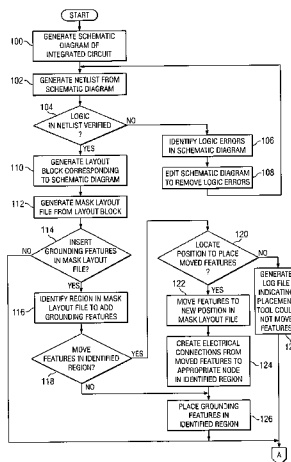 START
100
GENERATE SCHEMATIC
DIAGRAM OF
INTEGRATED CIRCUIT
102
GENERATE NETLIST FROM
SCHEMATIC DIAGRAM
104
LOGIC
IN NETLIST VERIFIED
?
NO
YES
IDENTIFY LOGIC ERRORS
IN SCHEMATIC DIAGRAM
106
EDIT SCHEMATIC DIAGRAM
TO REMOVE LOGIC ERRORS
108
110
GENERATE LAYOUT
BLOCK CORRESPONDING
TO SCHEMATIC DIAGRAM
112
GENERATE MASK LAYOUT
FILE FROM LAYOUT BLOCK
114
INSERT
GROUNDING FEATURES
IN MASK LAYOUT
FILE?
NO
YES
116
IDENTIFY REGION IN MASK
LAYOUT FILE TO ADD
GROUNDING FEATURES
MOVE
FEATURES IN IDENTIFIED
REGION?
118
YES
NO
120
LOCATE
POSITION TO PLACE
MOVED FEATURES
?
NO
YES
122
MOVE FEATURES TO
NEW POSITION IN
MASK LAYOUT FILE
CREATE ELECTRICAL
CONNECTIONS FROM
MOVED FEATURES TO
APPROPRIATE NODE
IN IDENTIFIED REGION
124
GENERATE
LOG FILE
INDICATING
PLACEMENT
TOOL COULD
NOT MOVE
FEATURES
PLACE GROUNDING
FEATURES IN
IDENTIFIED REGION
126
A